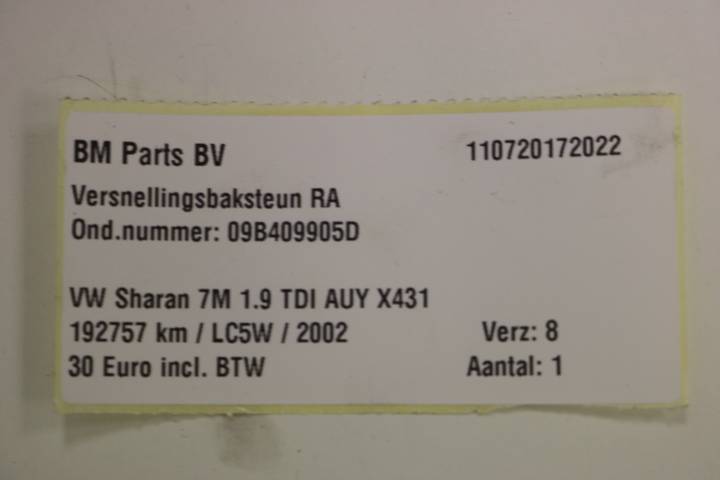 BM Parts BV 110720172022
Versnellingsbaksteun RA
Ond.nummer: 09B409905D
VW Sharan 7M 1.9 TDI AUY X431
192757 km / LC5W / 2002 Verz: 8
30 Euro incl. BTW Aantal: 1